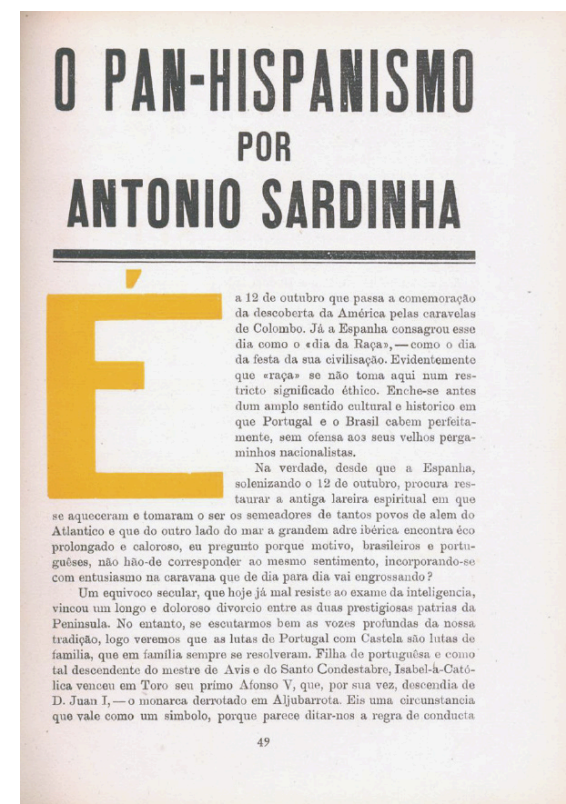 O PAN-HISPANISMO
POR
ANTONIO SARDINHA
É a 12 de outubro que passa a comemoração
da descoberta da América pelas caravelas
de Colombo. Já a Espanha consagrou esse
dia como o «dia da Raça», — como o dia
da festa da sua civilisação. Evidentemente
que «raça» se não toma aqui num res-
tricto significado éthico. Enche-se antes
dum amplo sentido cultural e historico em
que Portugal e o Brasil cabem perfeita-
mente, sem ofensa aos seus velhos perga-
minhos nacionalistas.
Na verdade, desde que a Espanha,
solenizando o 12 de outubro, procura res-
taurar a antiga lareira espiritual em que
se aqueceram e tomaram o ser os semeadores de tantos povos de alem do
Atlantico e que do outro lado do mar a grandem adre ibérica encontra éco
prolongado e caloroso, eu pregunto porque motivo, brasileiros e portu-
guêses, não hão-de corresponder ao mesmo sentimento, incorporando-se
com entusiasmo na caravana que de dia para dia vai engrossando?
Um equivoco secular, que hoje já mal resiste ao exame da inteligencia,
vincou um longo e doloroso divorcio entre as duas prestigiosas patrias da
Peninsula. No entanto, se escutarmos bem as vozes profundas da nossa
tradição, logo veremos que as lutas de Portugal com Castela são lutas de
familia, que em família sempre se resolveram. Filha de portuguêsa e como
tal descendente do mestre de Avis e do Santo Condestabre, Isabel-à-Cató-
lica venceu em Toro seu prímo Afonso V, que, por sua vez, descendia de
D. Juan I, — o monarca derrotado em Aljubarrota. Eis uma circunstancia
que vale como um simbolo, porque parece ditar-nos a regra de conducta
49